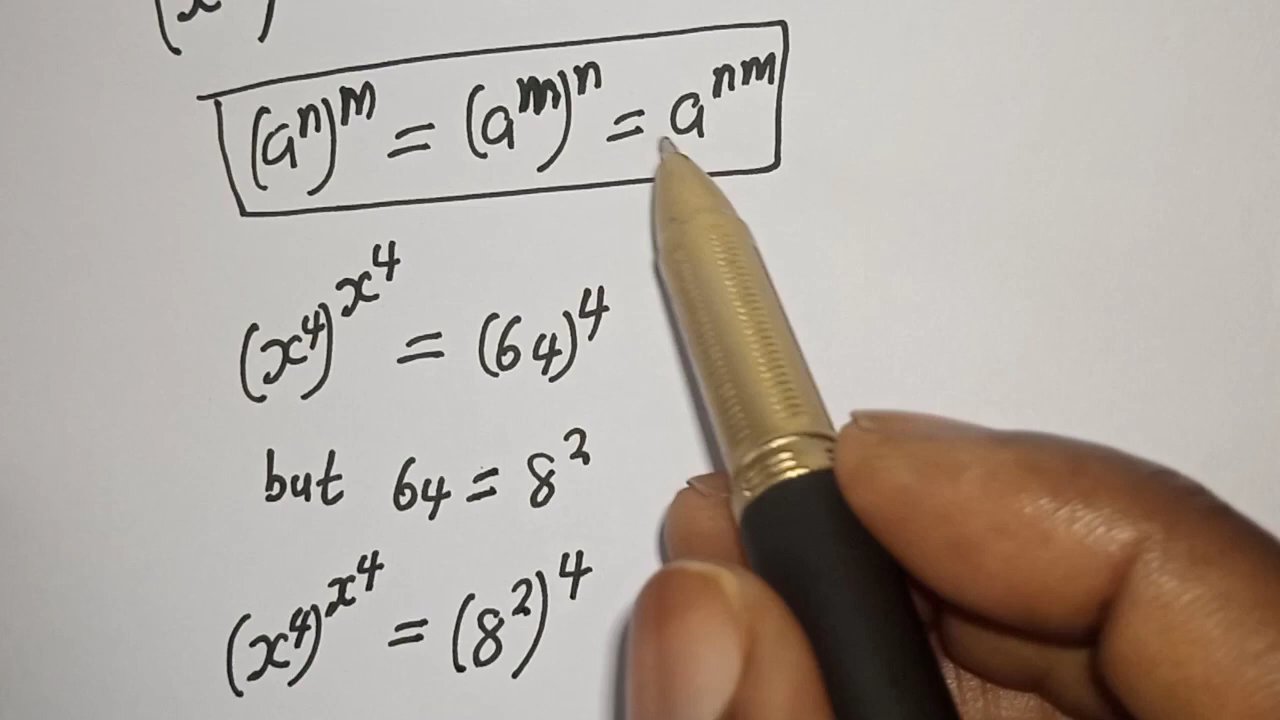 (x
(aⁿ)ᵐ = (aᵐ)ⁿ = aⁿᵐ
(x⁴)^x⁴ = (64)⁴
but 64 = 8²
(x⁴)^x⁴ = (8²)⁴